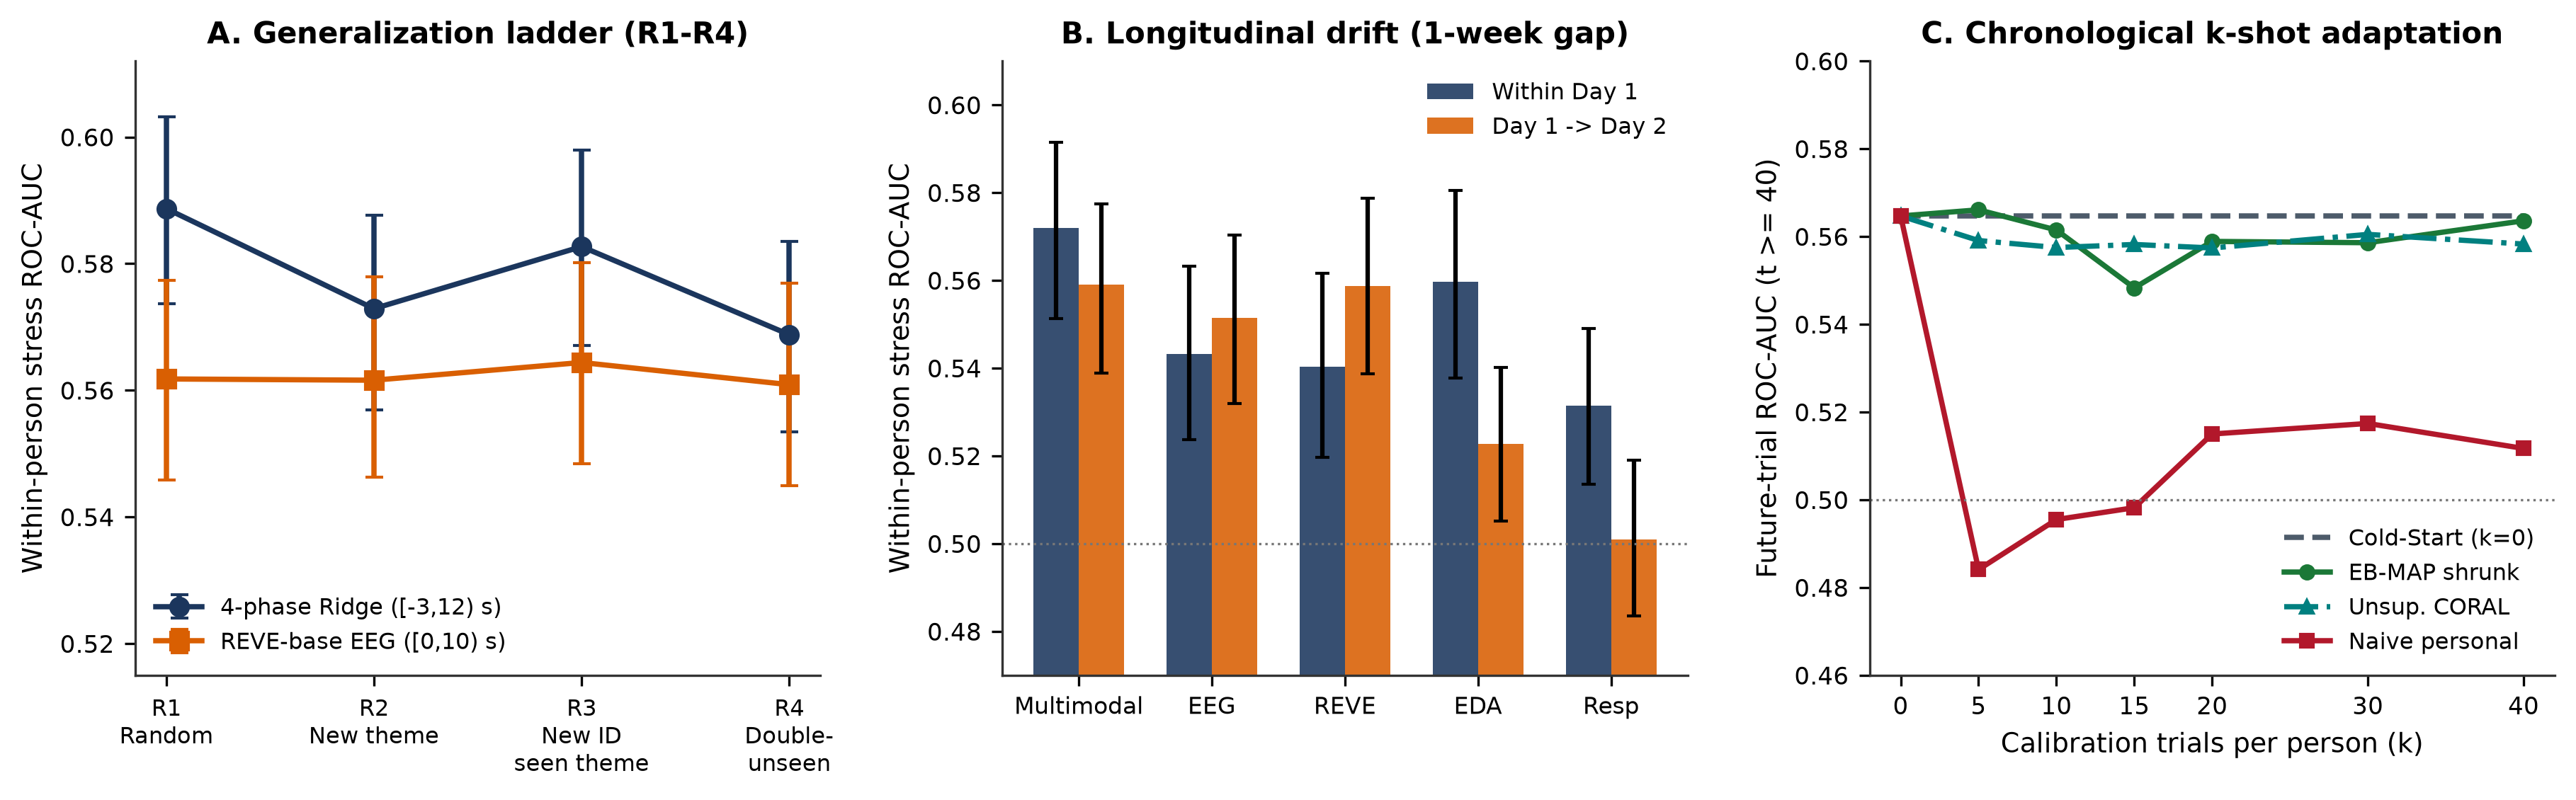 A. Generalization ladder (R1-R4)
Within-person stress ROC-AUC
0.60
0.58
0.56
0.54
0.52
4-phase Ridge ([-3,12) s)
REVE-base EEG ([0,10) s)
R1
Random
R2
New theme
R3
New ID
seen theme
R4
Double-
unseen
B. Longitudinal drift (1-week gap)
Within-person stress ROC-AUC
0.60
0.58
0.56
0.54
0.52
0.50
0.48
Within Day 1
Day 1 -> Day 2
Multimodal
EEG
REVE
EDA
Resp
C. Chronological k-shot adaptation
Future-trial ROC-AUC (t >= 40)
0.60
0.58
0.56
0.54
0.52
0.50
0.48
0.46
Cold-Start (k=0)
EB-MAP shrunk
Unsup. CORAL
Naive personal
0
5
10
15
20
30
40
Calibration trials per person (k)